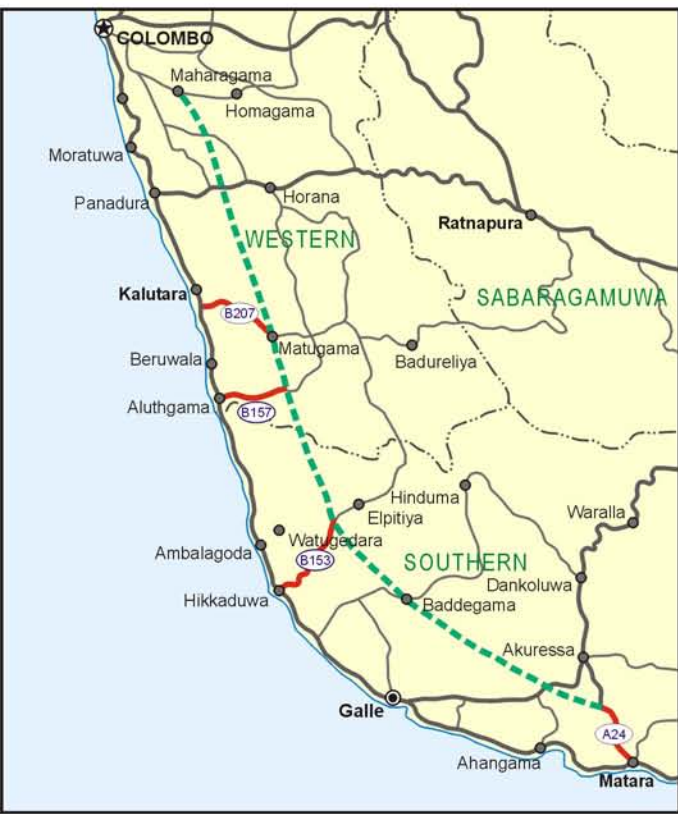 COLOMBO
Maharagama
Homagama
Moratuwa
Panadura
Horana
Ratnapura
WESTERN
Kalutara
SABARAGAMUWA
B207
Matugama
Beruwala
Badureliya
Aluthgama
B157
Hinduma
Elpitiya
Waralla
Watugedara
Ambalagoda
B153
SOUTHERN
Dankoluwa
Hikkaduwa
Baddegama
Akuressa
Galle
A24
Ahangama
Matara